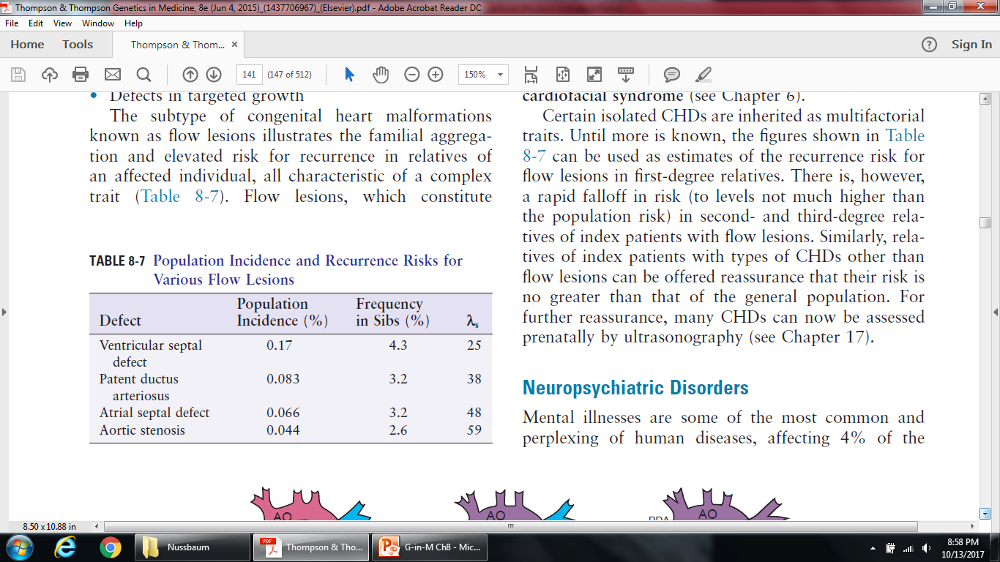 Thompson & Thompson Genetics in Medicine, 8e (Jun 4, 2015)_(1437706967)_(Elsevier).pdf - Adobe Acrobat Reader DC
File Edit View Window Help
Home Tools Thompson & Thom... × ? Sign In
141 (147 of 512) 150%
• Defects in targeted growth
The subtype of congenital heart malformations
known as flow lesions illustrates the familial aggrega-
tion and elevated risk for recurrence in relatives of
an affected individual, all characteristic of a complex
trait (Table 8-7). Flow lesions, which constitute
TABLE 8-7 Population Incidence and Recurrence Risks for
Various Flow Lesions
Population Frequency
Defect Incidence (%) in Sibs (%) λs
Ventricular septal 0.17 4.3 25
defect
Patent ductus 0.083 3.2 38
arteriosus
Atrial septal defect 0.066 3.2 48
Aortic stenosis 0.044 2.6 59
cardiofacial syndrome (see Chapter 6).
Certain isolated CHDs are inherited as multifactorial
traits. Until more is known, the figures shown in Table
8-7 can be used as estimates of the recurrence risk for
flow lesions in first-degree relatives. There is, however,
a rapid falloff in risk (to levels not much higher than
the population risk) in second- and third-degree rela-
tives of index patients with flow lesions. Similarly, rela-
tives of index patients with types of CHDs other than
flow lesions can be offered reassurance that their risk is
no greater than that of the general population. For
further reassurance, many CHDs can now be assessed
prenatally by ultrasonography (see Chapter 17).
Neuropsychiatric Disorders
Mental illnesses are some of the most common and
perplexing of human diseases, affecting 4% of the
AO AO PDA AO
8.50 x 10.88 in
Nussbaum Thompson & Tho... G-in-M Ch8 - Mic... 8:58 PM
10/13/2017